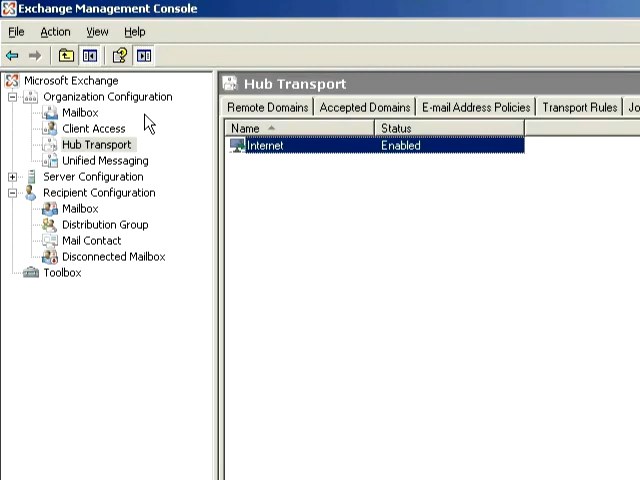 Exchange Management Console
File Action View Help
Microsoft Exchange
Organization Configuration
Mailbox
Client Access
Hub Transport
Unified Messaging
Server Configuration
Recipient Configuration
Mailbox
Distribution Group
Mail Contact
Disconnected Mailbox
Toolbox
Hub Transport
Remote Domains Accepted Domains E-mail Address Policies Transport Rules Jo
Name Status
Internet Enabled